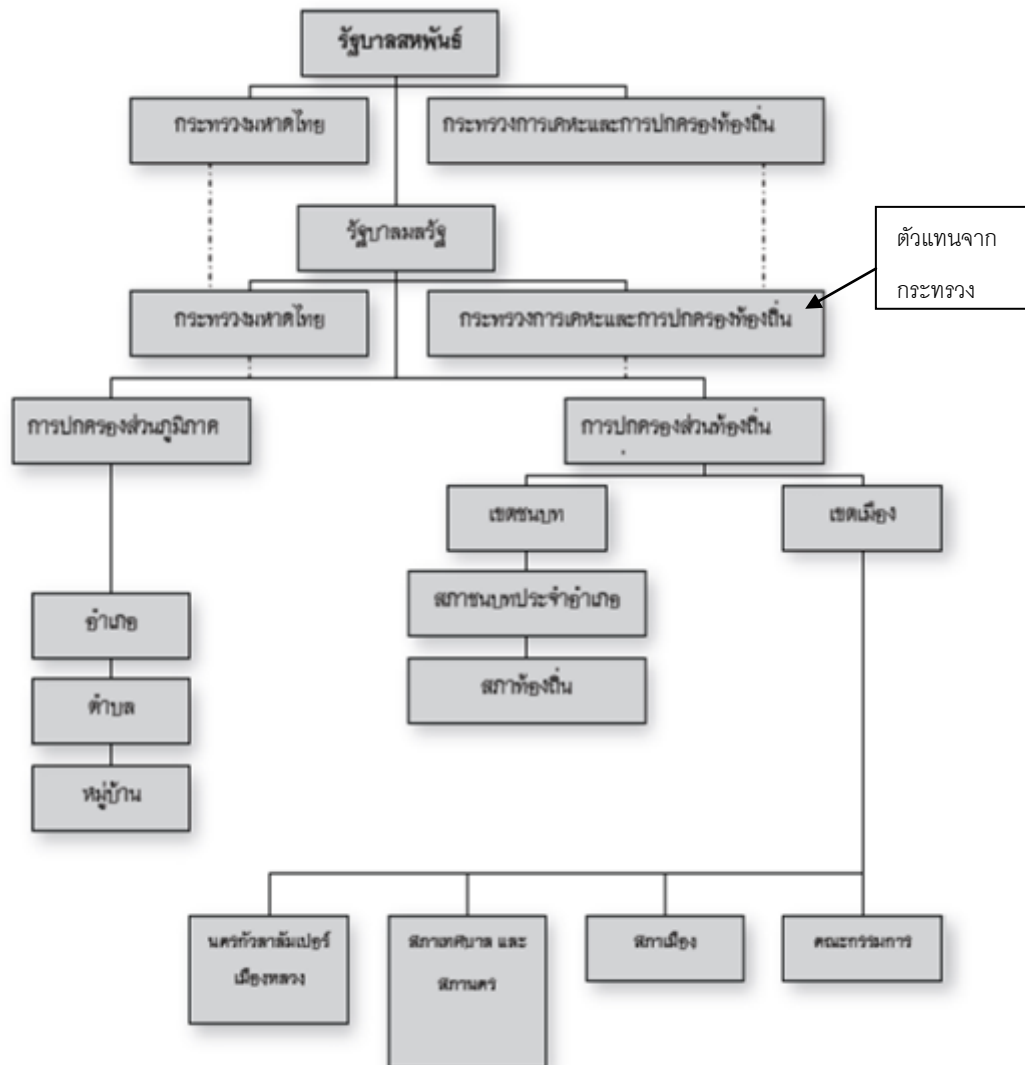 รัฐบาลสหพันธ์
กระทรวงมหาดไทย
กระทรวงการเคหะและการปกครองท้องถิ่น
รัฐบาลมลรัฐ
ตัวแทนจาก
กระทรวง
กระทรวงมหาดไทย
กระทรวงการเคหะและการปกครองท้องถิ่น
การปกครองส่วนภูมิภาค
การปกครองส่วนท้องถิ่น
เขตชนบท
เขตเมือง
สภาชนบทประจำอำเภอ
สภาท้องถิ่น
อำเภอ
ตำบล
หมู่บ้าน
นครกัวลาลัมเปอร์
เมืองหลวง
สภาเทศบาล และ
สภานคร
สภาเมือง
คณะกรรมการ